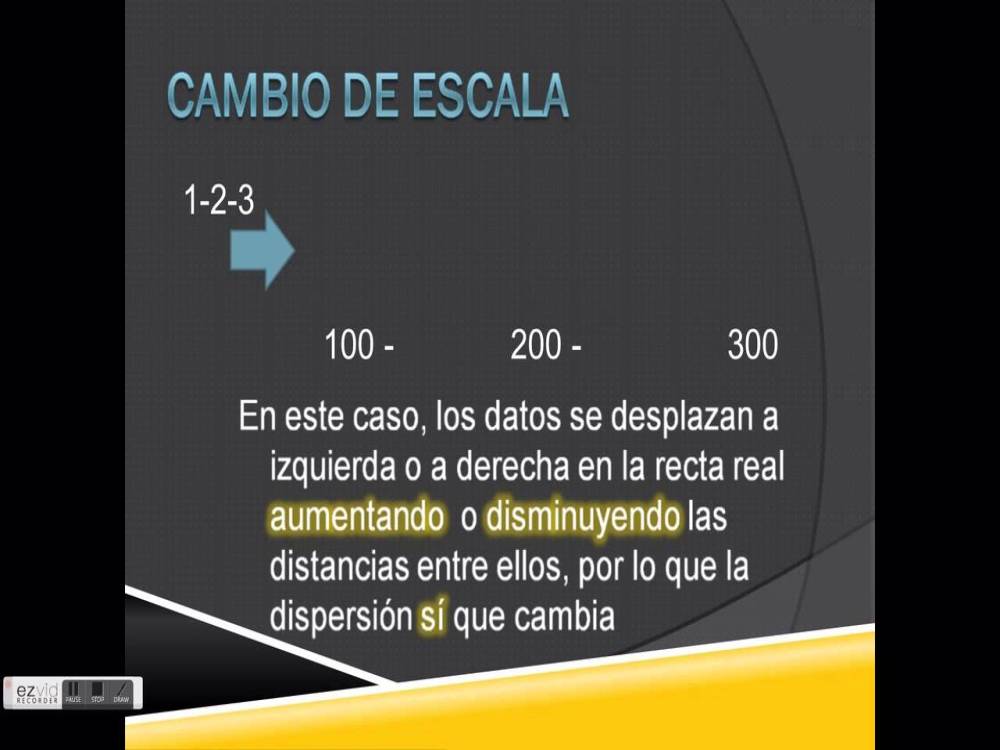 CAMBIO DE ESCALA
1-2-3
100 - 200 - 300
En este caso, los datos se desplazan a
izquierda o a derecha en la recta real
aumentando o disminuyendo las
distancias entre ellos, por lo que la
dispersión sí que cambia
ezvid
RECORDER PAUSE STOP DRAW